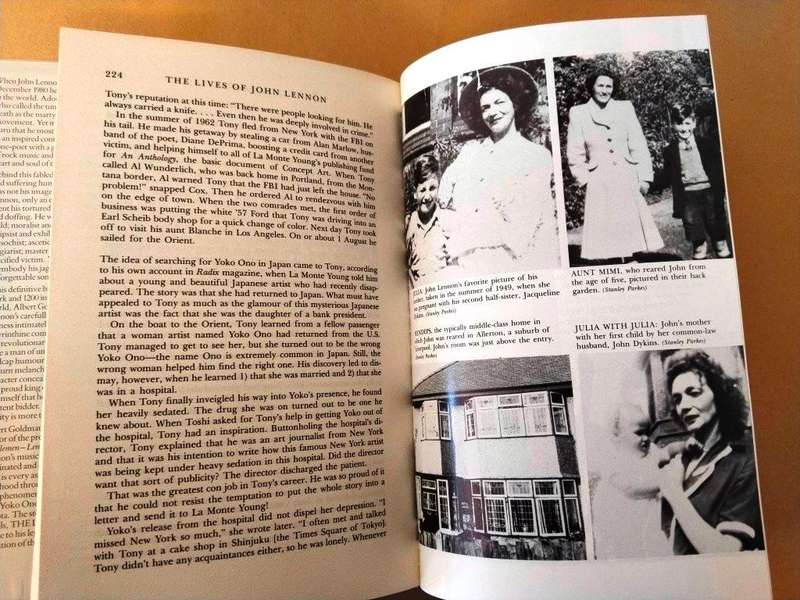 224
THE LIVES OF JOHN LENNON
Tony's reputation at this time: "There were people looking for him. He
always carried a knife. . . . Even then he was deeply involved in crime."
In the summer of 1962 Tony fled from New York with the FBI on
his tail. He made his getaway by stealing a car from Alan Marlow, hus-
band of the poet, Diane DePrima, boosting a credit card from another
victim, and helping himself to all of La Monte Young's publishing fund
for An Anthology, the basic document of Concept Art. When Tony
called Al Wunderlich, who was back home in Portland, from the Mon-
tana border, Al warned Tony that the FBI had just left the house. "No
problem!" snapped Cox. Then he ordered Al to rendezvous with him
on the edge of town. When the two comrades met, the first order of
business was putting the white '57 Ford that Tony was driving into an
Earl Scheib body shop for a quick change of color. Next day Tony took
off to visit his aunt Blanche in Los Angeles. On or about 1 August he
sailed for the Orient.
The idea of searching for Yoko Ono in Japan came to Tony, according
to his own account in Radix magazine, when La Monte Young told him
about a young and beautiful Japanese artist who had recently disap-
peared. The story was that she had returned to Japan. What must have
appealed to Tony as much as the glamour of this mysterious Japanese
artist was the fact that she was the daughter of a bank president.
On the boat to the Orient, Tony learned from a fellow passenger
that a woman artist named Yoko Ono had returned from the U.S.
Tony managed to get to see her, but she turned out to be the wrong
Yoko Ono—the name Ono is extremely common in Japan. Still, the
wrong woman helped him find the right one. His discovery led to dis-
may, however, when he learned 1) that she was married and 2) that she
was in a hospital.
When Tony finally inveigled his way into Yoko's presence, he found
her heavily sedated. The drug she was on turned out to be one he
knew about. When Toshi asked for Tony's help in getting Yoko out of
the hospital, Tony had an inspiration. Buttonholing the hospital's di-
rector, Tony explained that he was an art journalist from New York
and that it was his intention to write how this famous New York artist
was being kept under heavy sedation in this hospital. Did the director
want that sort of publicity? The director discharged the patient.
That was the greatest con job in Tony's career. He was so proud of it
that he could not resist the temptation to put the whole story into a
letter and send it to La Monte Young!
Yoko's release from the hospital did not dispel her depression. "I
missed New York so much," she wrote later. "I often met and talked
with Tony at a cake shop in Shinjuku [the Times Square of Tokyo].
Tony didn't have any acquaintances either, so he was lonely. Whenever
John Lennon's favorite picture of his
taken in the summer of 1949, when she
pregnant with his second half-sister, Jacqueline
(Stanley Parkes)
AUNT MIMI, who reared John from
the age of five, pictured in their back
garden. (Stanley Parkes)
the typically middle-class home in
which John was reared in Allerton, a suburb of
John's room was just above the entry.
(Stanley Parkes)
JULIA WITH JULIA: John's mother
with her first child by her common-law
husband, John Dykins. (Stanley Parkes)